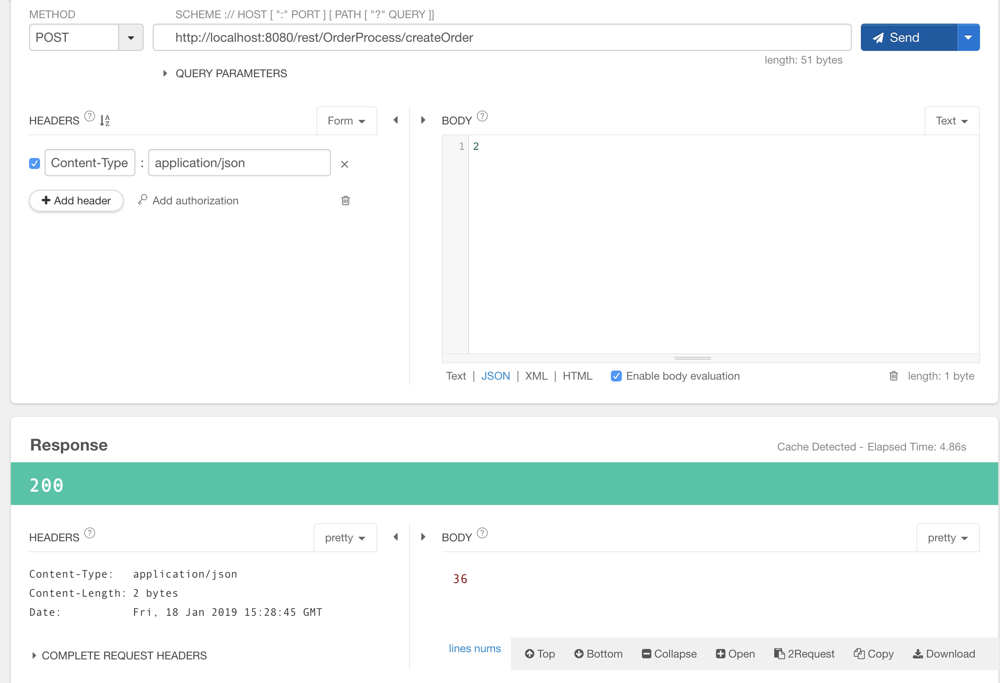 METHOD SCHEME :// HOST [ ":" PORT ] [ PATH [ "?" QUERY ]]
POST http://localhost:8080/rest/OrderProcess/createOrder Send
length: 51 bytes
QUERY PARAMETERS
HEADERS ? A Z Form BODY ? Text
1 2
Content-Type : application/json
Add header Add authorization
Text | JSON | XML | HTML Enable body evaluation length: 1 byte
Response Cache Detected - Elapsed Time: 4.86s
200
HEADERS ? pretty BODY ? pretty
Content-Type: application/json
36
Content-Length: 2 bytes
Date: Fri, 18 Jan 2019 15:28:45 GMT
lines nums Top Bottom Collapse Open 2Request Copy Download
COMPLETE REQUEST HEADERS